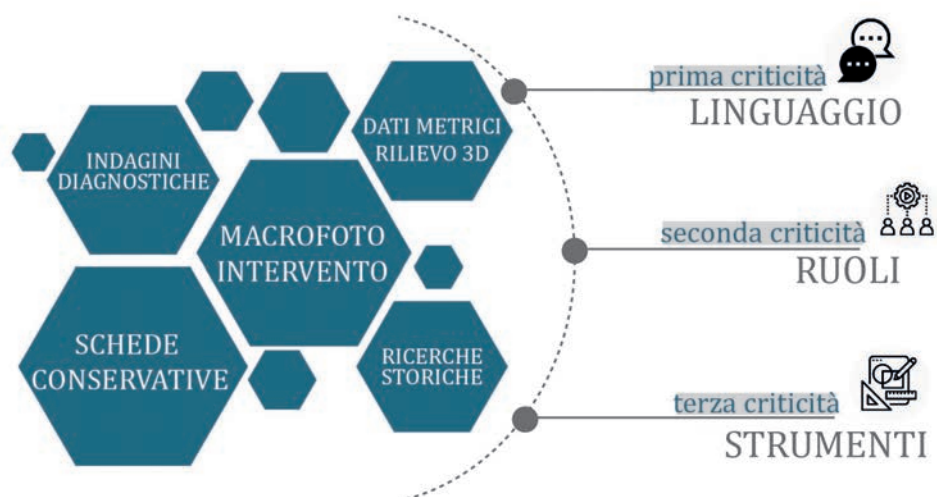 INDAGINI
DIAGNOSTICHE
DATI METRICI
RILIEVO 3D
MACROFOTO
INTERVENTO
SCHEDE
CONSERVATIVE
RICERCHE
STORICHE
prima criticità
LINGUAGGIO
seconda criticità
RUOLI
terza criticità
STRUMENTI